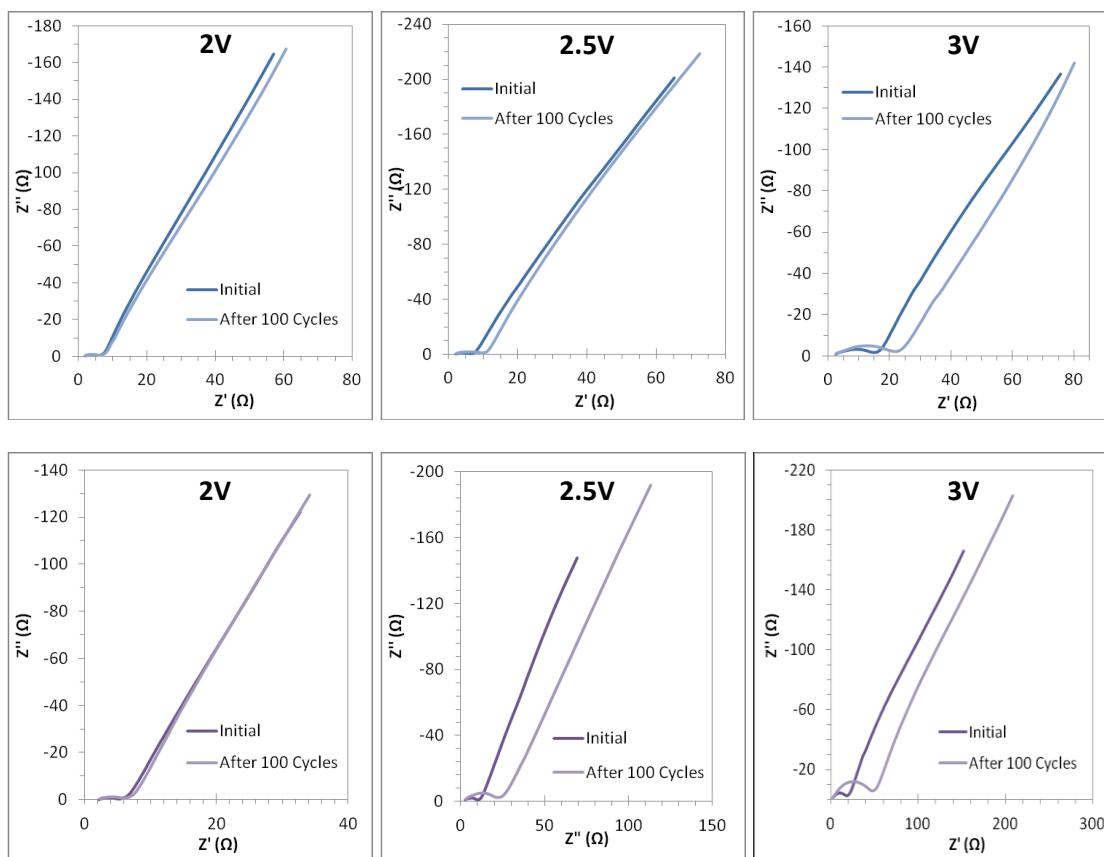 2V
-180
-160
-140
-120
100
-80
-60
-40
-20
0
Z'' (Ω)
Initial
After 100 Cycles
0 20 40 60 80
Z' (Ω)
2.5V
-240
-200
-160
-120
-80
-40
0
Z'' (Ω)
Initial
After 100 Cycles
0 20 40 60 80
Z' (Ω)
3V
-160
-140
-120
-100
-80
-60
-40
-20
0
Z'' (Ω)
Initial
After 100 cycles
0 20 40 60 80
Z' (Ω)
2V
-140
-120
-100
-80
-60
-40
-20
0
Z'' (Ω)
Initial
After 100 Cycles
0 20 40
Z' (Ω)
2.5V
-200
-160
-120
-80
-40
0
Z'' (Ω)
Initial
After 100 Cycles
0 50 100 150
Z'' (Ω)
3V
-220
-180
-140
-100
-60
-20
Z'' (Ω)
Initial
After 100 Cycles
0 100 200 300
Z' (Ω)